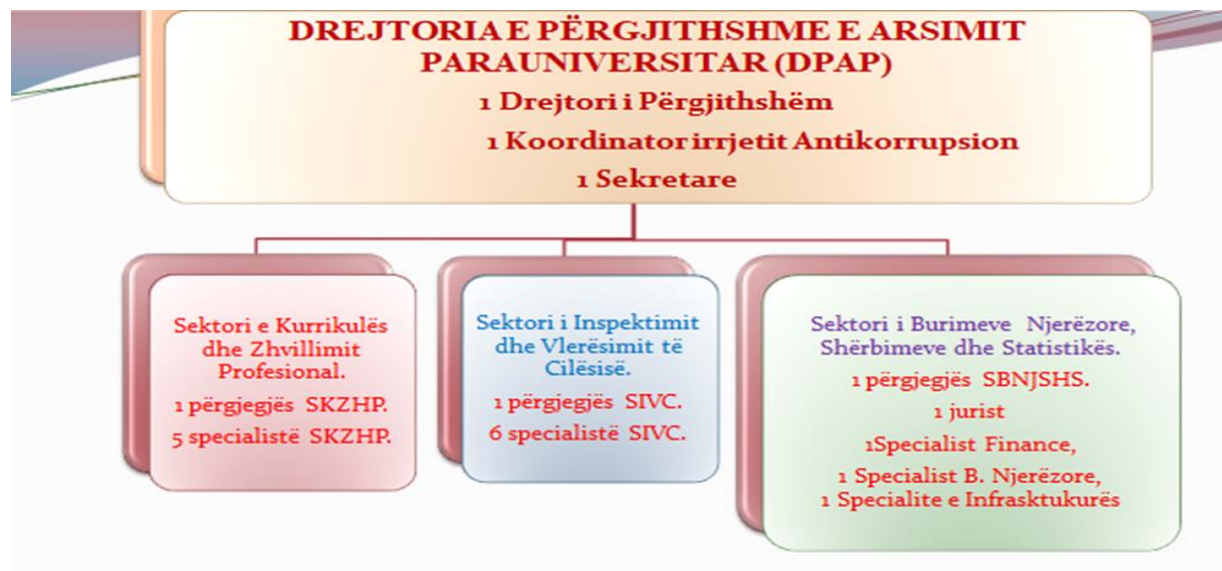 DREJTORIA E PËRGJITHSHME E ARSIMIT
PARAUNIVERSITAR (DPAP)
1 Drejtori i Përgjithshëm
1 Koordinator irrjetit Antikorrupsion
1 Sekretare
Sektori e Kurrikulës
dhe Zhvillimit
Profesional.
1 përgjegjës SKZHP.
5 specialistë SKZHP.
Sektori i Inspektimit
dhe Vlerësimit të
Cilësisë.
1 përgjegjës SIVC.
6 specialistë SIVC.
Sektori i Burimeve Njerëzore,
Shërbimeve dhe Statistikës.
1 përgjegjës SBNJSHS.
1 jurist
1Specialist Finance,
1 Specialist B. Njerëzore,
1 Specialite e Infrasktukurës